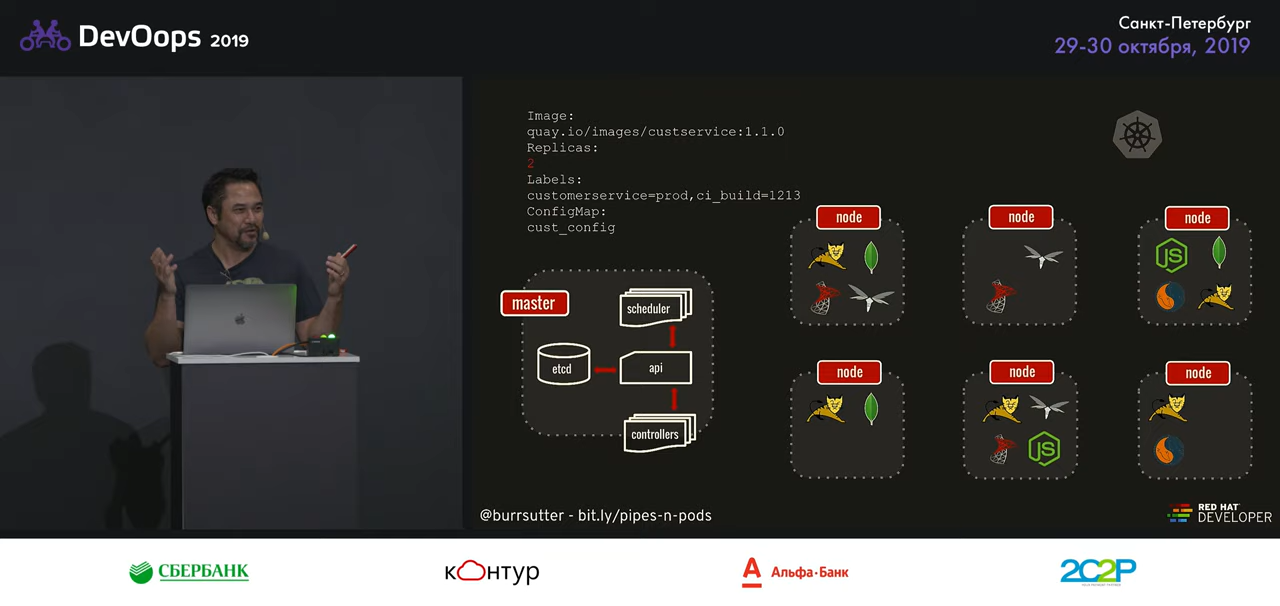 DevOops 2019
Санкт-Петербург
29-30 октября, 2019
Image:
quay.io/images/custservice:1.1.0
Replicas:
2
Labels:
customerservice=prod,ci_build=1213
ConfigMap:
cust_config
node
node
node
JS
master
scheduler
etcd
api
controllers
node
node
node
JS
@burrsutter - bit.ly/pipes-n-pods
RED HAT
DEVELOPER
СБЕРБАНК
кОнтур
Альфа·Банк
2C2P